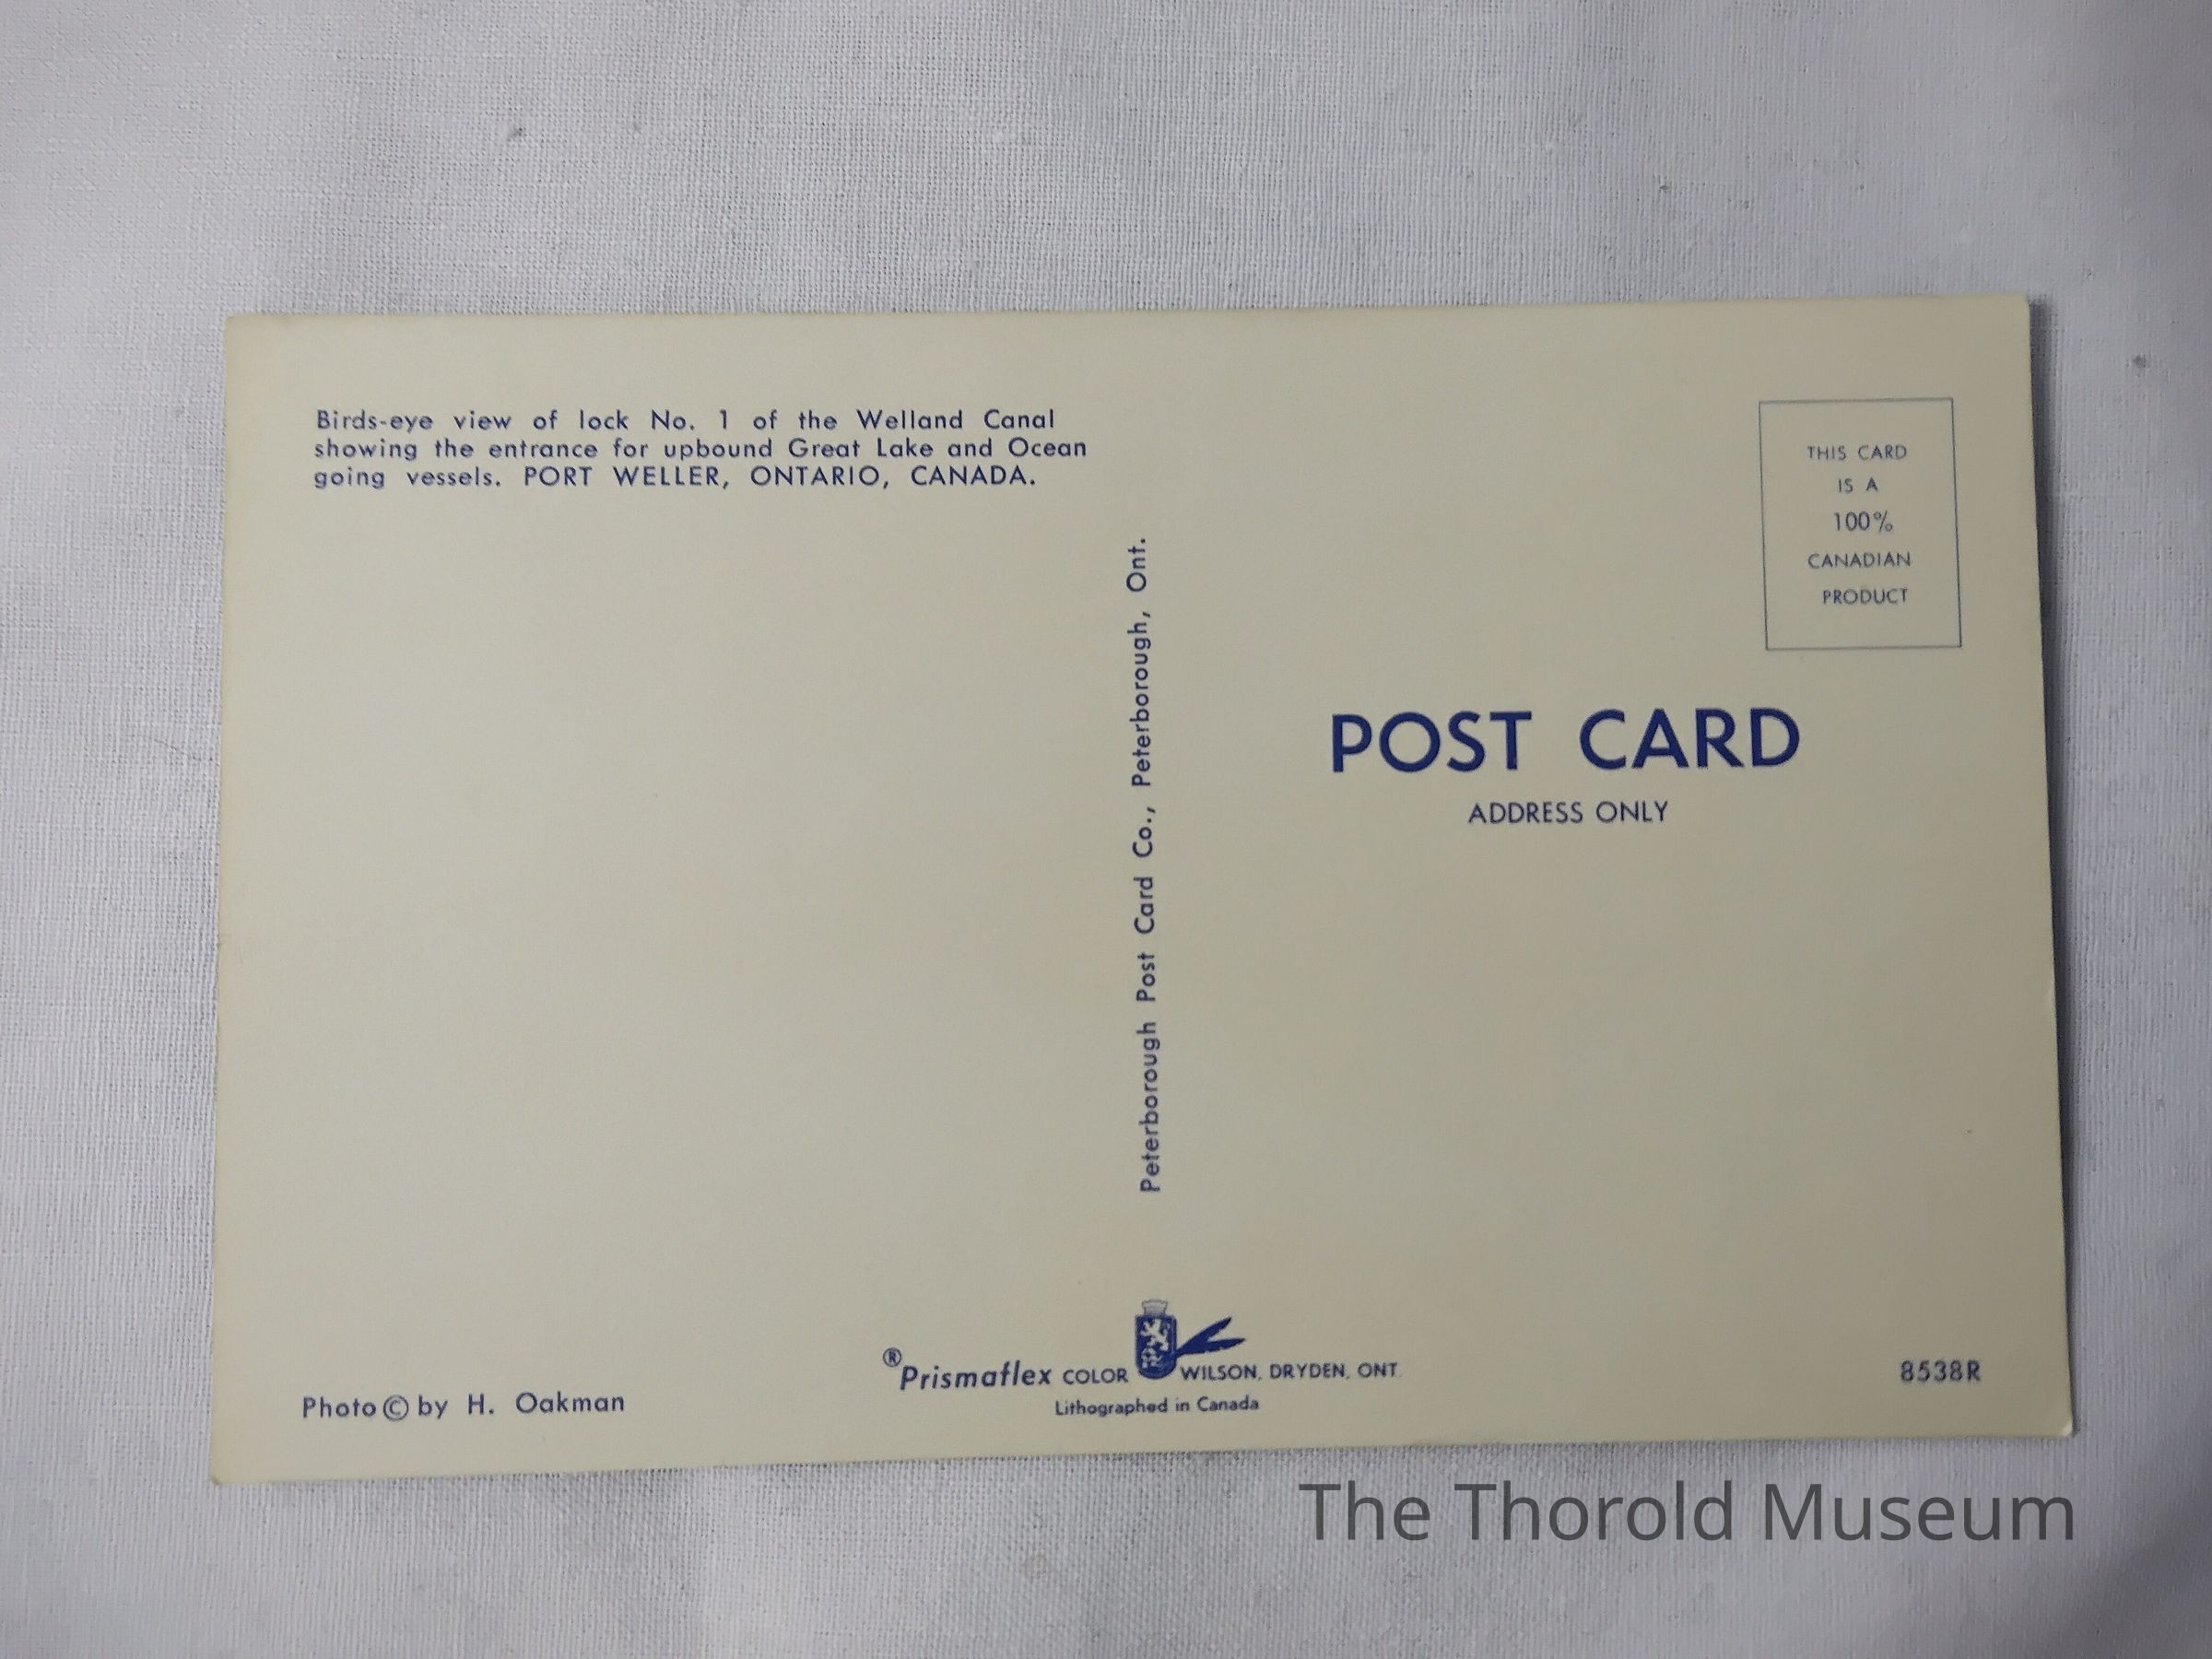 Birds-eye view of lock No. 1 of the Welland Canal
showing the entrance for upbound Great Lake and Ocean
going vessels. PORT WELLER, ONTARIO, CANADA.
Peterborough Post Card Co., Peterborough, Ont.
THIS CARD
IS A
100%
CANADIAN
PRODUCT
POST CARD
ADDRESS ONLY
Photo © by H. Oakman
® Prismaflex COLOR WILSON, DRYDEN, ONT.
Lithographed in Canada
8538R
The Thorold Museum